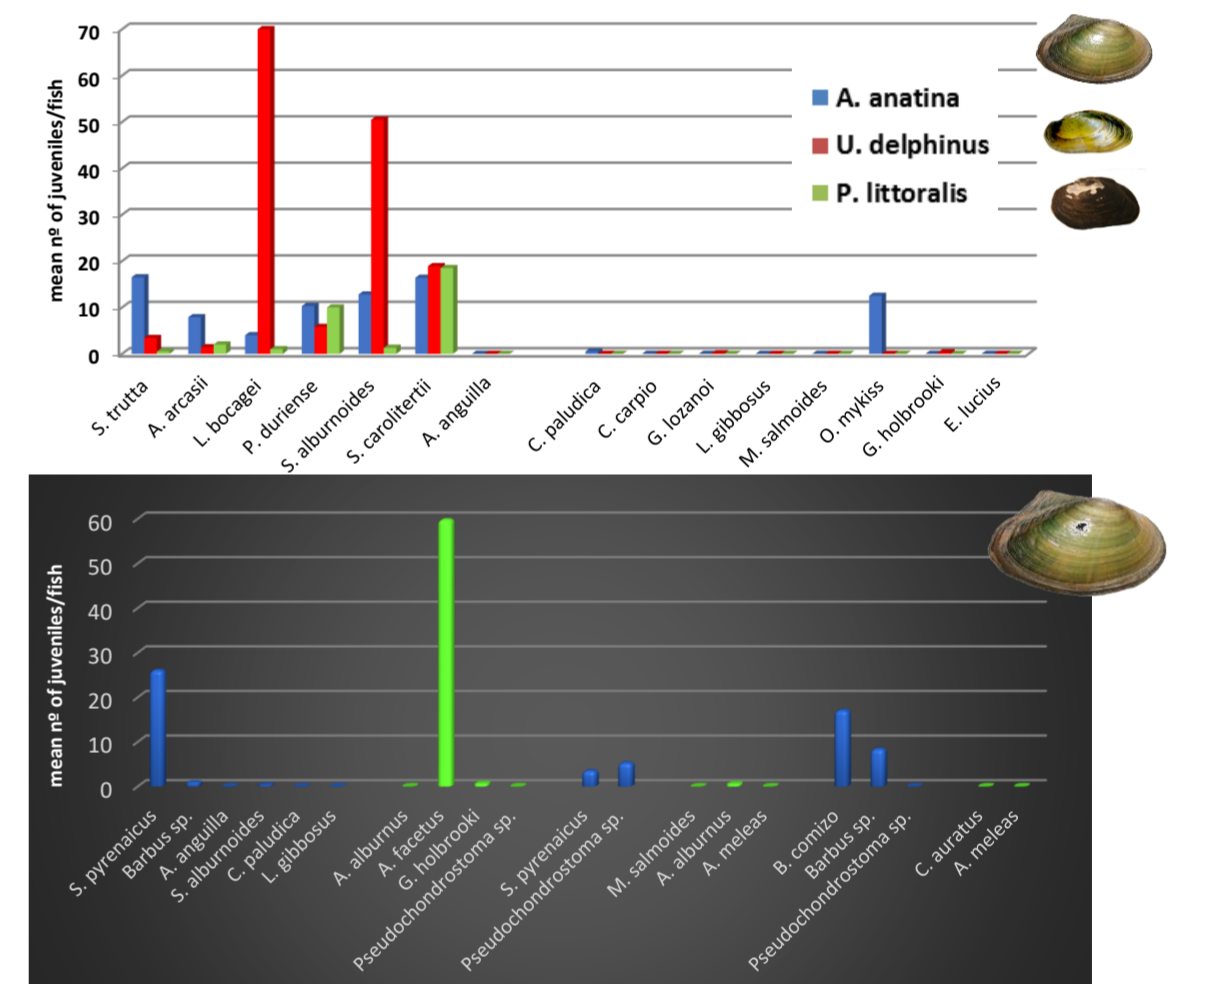 mean nº of juveniles/fish
70
60
50
40
30
20
10
0
A. anatina
U. delphinus
P. littoralis
S. trutta
A. arcasii
L. bocagei
P. duriense
S. alburnoides
S. carolitertii
A. anguilla
C. paludica
C. carpio
G. lozanoi
L. gibbosus
M. salmoides
O. mykiss
G. holbrooki
E. lucius
mean nº of juveniles/fish
60
50
40
30
20
10
0
S. pyrenaicus
Barbus sp.
A. anguilla
S. alburnoides
C. paludica
L. gibbosus
A. alburnus
A. facetus
G. holbrooki
Pseudochondrostoma sp.
S. pyrenaicus
Pseudochondrostoma sp.
M. salmoides
A. alburnus
A. meleas
B. comizo
Barbus sp.
Pseudochondrostoma sp.
C. auratus
A. meleas